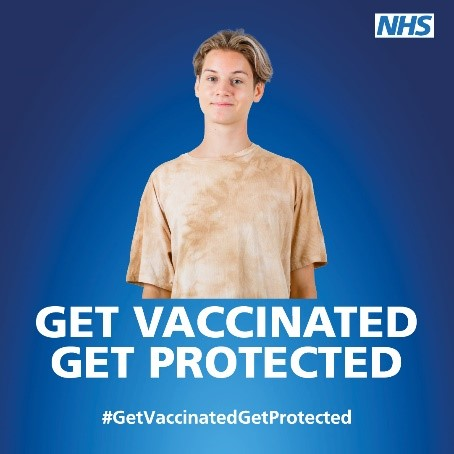 NHS
GET VACCINATED
GET PROTECTED
#GetVaccinatedGetProtected